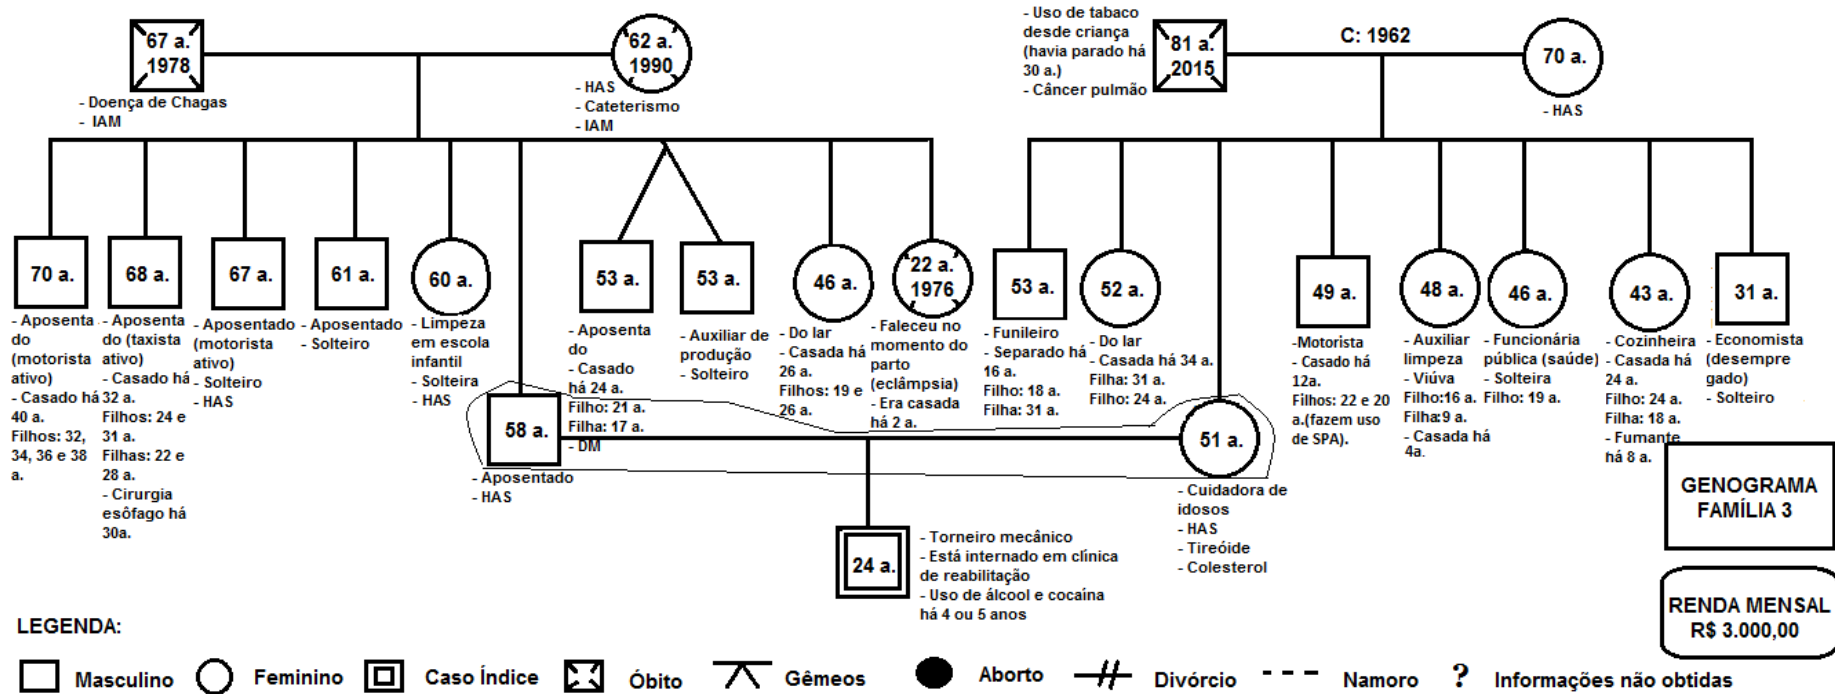 67 a.
1978
- Doença de Chagas
- IAM
62 a.
1990
- HAS
- Cateterismo
- IAM
- Uso de tabaco
desde criança
(havia parado há
30 a.)
- Câncer pulmão
81 a.
2015
C: 1962
70 a.
- HAS
70 a.
- Aposenta
do
(motorista
ativo)
- Casado há
40 a.
Filhos: 32,
34, 36 e 38
a.
68 a.
- Aposenta
do (taxista
ativo)
- Casado há
32 a.
Filhos: 24 e
31 a.
Filhas: 22 e
28 a.
- Cirurgia
esôfago há
30a.
67 a.
- Aposentado
(motorista
ativo)
- Solteiro
- HAS
61 a.
- Aposentado
- Solteiro
60 a.
- Limpeza
em escola
infantil
- Solteira
- HAS
58 a.
- Aposentado
- HAS
53 a.
- Aposenta
do
- Casado
há 24 a.
Filho: 21 a.
Filha: 17 a.
- DM
53 a.
- Auxiliar de
produção
- Solteiro
46 a.
- Do lar
- Casada há
26 a.
Filhos: 19 e
26 a.
22 a.
1976
- Faleceu no
momento do
parto
(eclâmpsia)
- Era casada
há 2 a.
53 a.
- Funileiro
- Separado há
16 a.
Filho: 18 a.
Filha: 31 a.
52 a.
- Do lar
- Casada há 34 a.
Filha: 31 a.
Filho: 24 a.
51 a.
- Cuidadora de
idosos
- HAS
- Tireóide
- Colesterol
49 a.
-Motorista
- Casado há
12a.
Filhos: 22 e 20
a.(fazem uso
de SPA).
48 a.
- Auxiliar
limpeza
- Viúva
Filho:16 a.
Filha:9 a.
- Casada há
4a.
46 a.
- Funcionária
pública (saúde)
- Solteira
Filho: 19 a.
43 a.
- Cozinheira
- Casada há
24 a.
Filho: 24 a.
Filha: 18 a.
- Fumante
há 8 a.
31 a.
- Economista
(desempre
gado)
- Solteiro
24 a.
- Torneiro mecânico
- Está internado em clínica
de reabilitação
- Uso de álcool e cocaína
há 4 ou 5 anos
GENOGRAMA
FAMÍLIA 3
RENDA MENSAL
R$ 3.000,00
LEGENDA:
Masculino
Feminino
Caso Índice
Óbito
Gêmeos
Aborto
Divórcio
Namoro
? Informações não obtidas